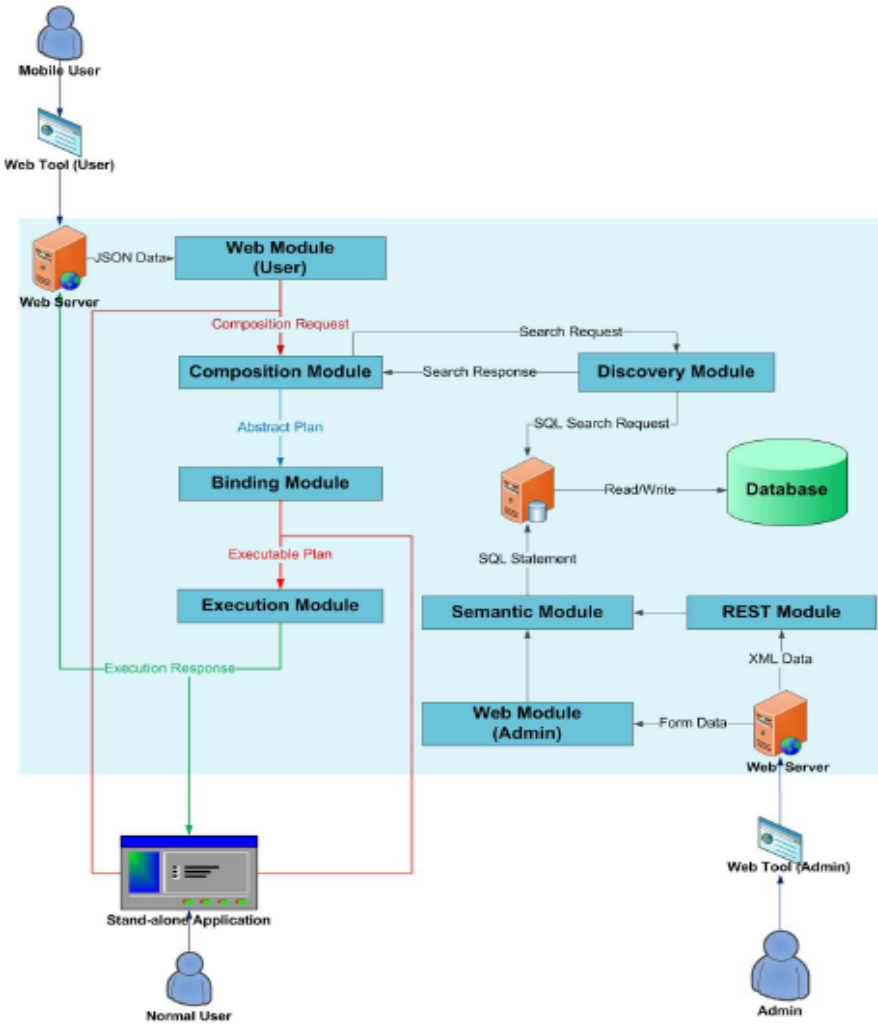 Mobile User
Web Tool (User)
JSON Data
Web Module
(User)
Web Server
Composition Request
Search Request
Composition Module
Search Response
Discovery Module
Abstract Plan
SQL Search Request
Binding Module
Read/Write
Database
Executable Plan
SQL Statement
Execution Module
Semantic Module
REST Module
Execution Response
XML Data
Web Module
(Admin)
Form Data
Web Server
Web Tool (Admin)
Stand-alone Application
Normal User
Admin